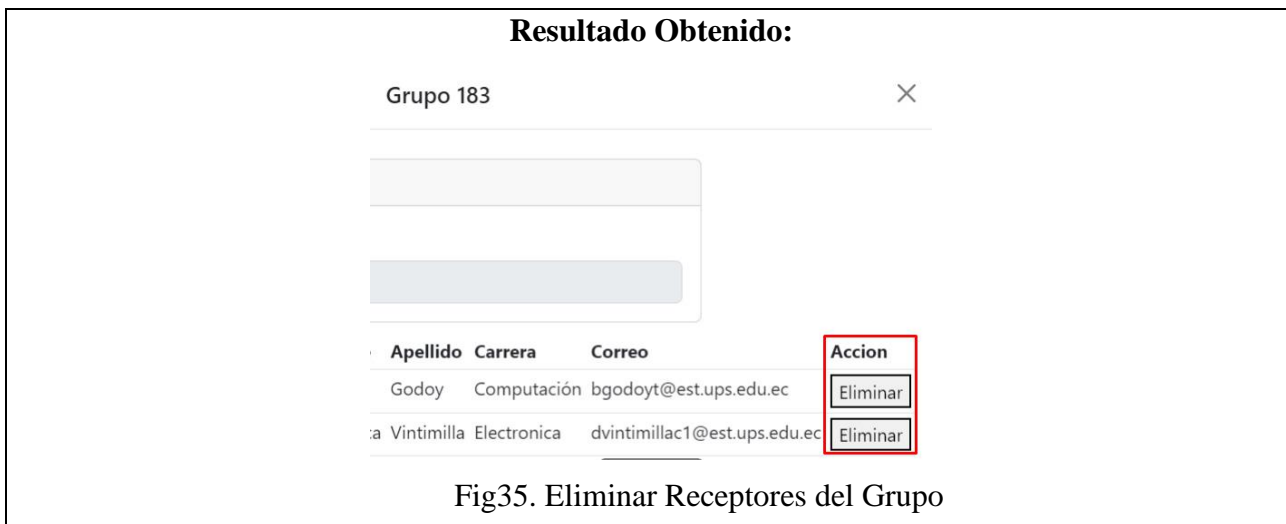 Resultado Obtenido:
Grupo 183
Apellido Carrera Correo Accion
Godoy Computación bgodoyt@est.ups.edu.ec Eliminar
Vintimilla Electronica dvintimillac1@est.ups.edu.ec Eliminar
Fig35. Eliminar Receptores del Grupo